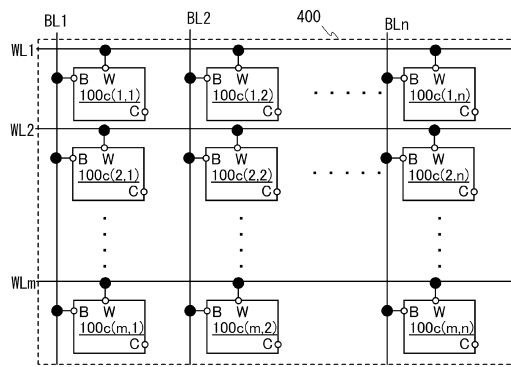 BL1 BL2 400 BLn
WL1
B W B W B W
100c(1,1) 100c(1,2) 100c(1,n)
C C C
WL2
B W B W B W
100c(2,1) 100c(2,2) 100c(2,n)
C C C
WLm
B W B W B W
100c(m,1) 100c(m,2) 100c(m,n)
C C C